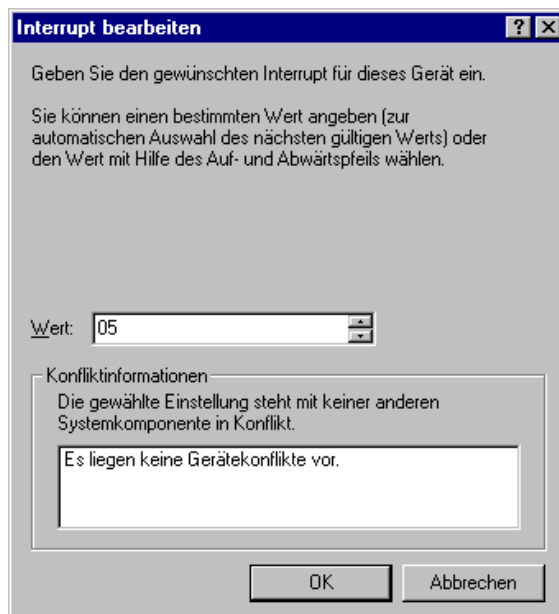 Interrupt bearbeiten
Geben Sie den gewünschten Interrupt für dieses Gerät ein.
Sie können einen bestimmten Wert angeben (zur
automatischen Auswahl des nächsten gültigen Werts) oder
den Wert mit Hilfe des Auf- und Abwärtspfeils wählen.
Wert: 05
Konfliktinformationen
Die gewählte Einstellung steht mit keiner anderen
Systemkomponente in Konflikt.
Es liegen keine Gerätekonflikte vor.
OK Abbrechen